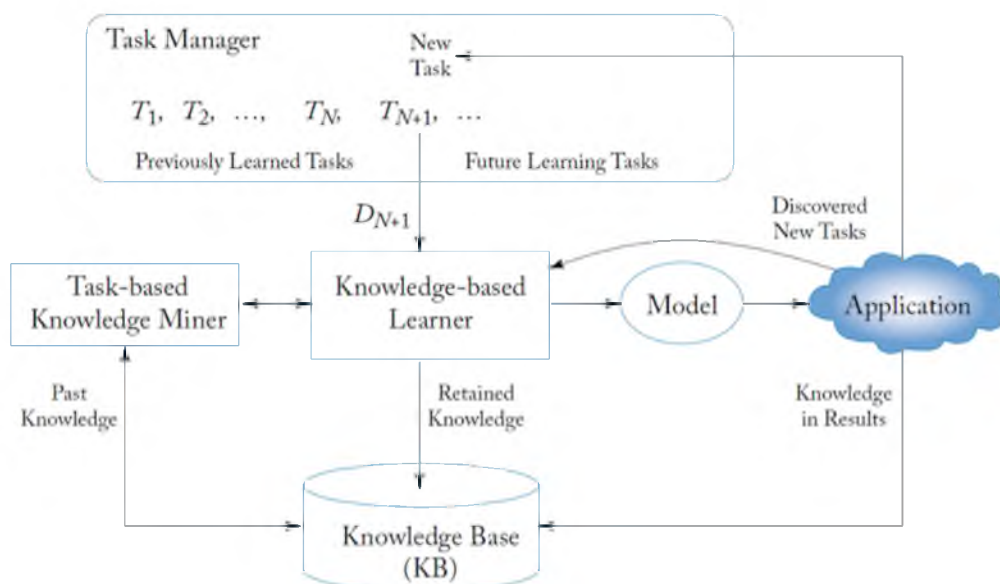 Task Manager
New
Task
T1, T2, …, TN, TN+1, …
Previously Learned Tasks
Future Learning Tasks
DN+1
Discovered
New Tasks
Task-based
Knowledge Miner
Knowledge-based
Learner
Model
Application
Past
Knowledge
Retained
Knowledge
Knowledge
in Results
Knowledge Base
(KB)